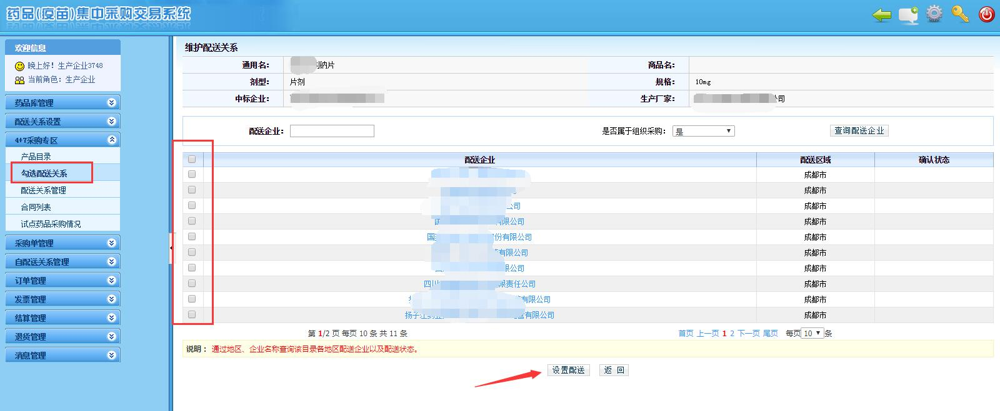 药品(疫苗)集中采购交易系统
欢迎信息
晚上好！生产企业3748
当前角色：生产企业
药品库管理
配送关系设置
4+7采购专区
产品目录
勾选配送关系
配送关系管理
合同列表
试点药品采购情况
采购单管理
自配送关系管理
订单管理
发票管理
结算管理
退货管理
消息管理
维护配送关系
通用名： 钠片 商品名：
剂型： 片剂 规格： 10mg
中标企业： 生产厂家： 公司
配送企业： 是否属于组织采购： 是 查询配送企业
配送企业 配送区域 确认状态
成都市
成都市
公司 成都市
有限公司 成都市
国 份有限公司 成都市
有限公司 成都市
公司 成都市
四川 限责任公司 成都市
有限公司 成都市
扬子江药业 有限公司 成都市
第 1/2 页 每页 10 条 共 11 条 首页 上一页 1 2 下一页 尾页 每页 10 条
说明： 通过地区、企业名称查询该目录各地区配送企业以及配送状态。
设置配送 返 回